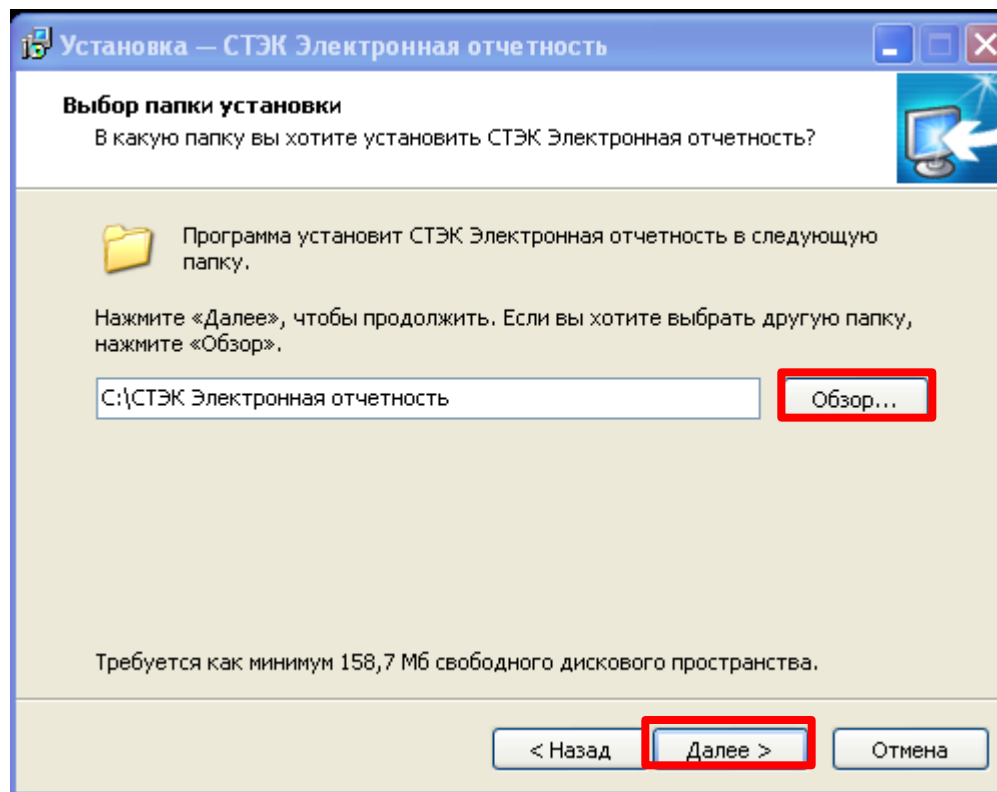 Установка — СТЭК Электронная отчетность
Выбор папки установки
В какую папку вы хотите установить СТЭК Электронная отчетность?
Программа установит СТЭК Электронная отчетность в следующую
папку.
Нажмите «Далее», чтобы продолжить. Если вы хотите выбрать другую папку,
нажмите «Обзор».
C:\СТЭК Электронная отчетность
Обзор...
Требуется как минимум 158,7 Мб свободного дискового пространства.
< Назад
Далее >
Отмена